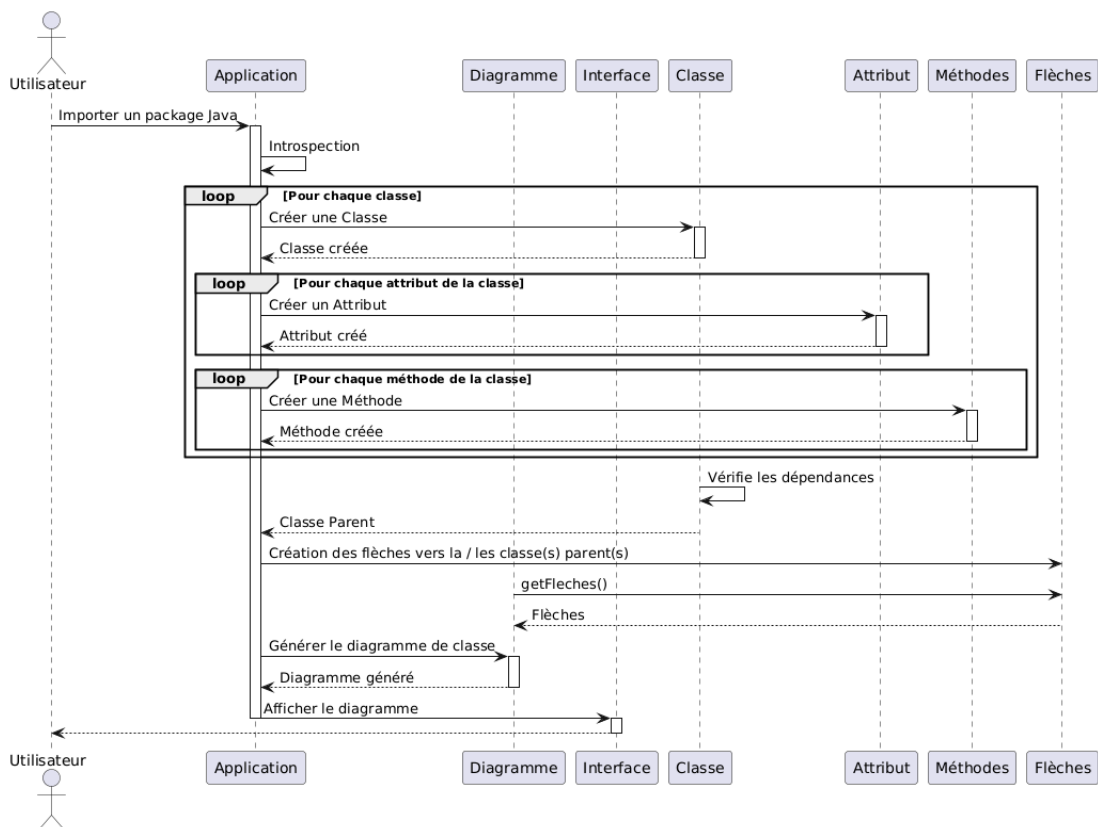 Utilisateur
Application
Diagramme
Interface
Classe
Attribut
Méthodes
Flèches
Importer un package Java
Introspection
loop [Pour chaque classe]
Créer une Classe
Classe créée
loop [Pour chaque attribut de la classe]
Créer un Attribut
Attribut créé
loop [Pour chaque méthode de la classe]
Créer une Méthode
Méthode créée
Vérifie les dépendances
Classe Parent
Création des flèches vers la / les classe(s) parent(s)
getFleches()
Flèches
Générer le diagramme de classe
Diagramme généré
Afficher le diagramme
Utilisateur
Application
Diagramme
Interface
Classe
Attribut
Méthodes
Flèches